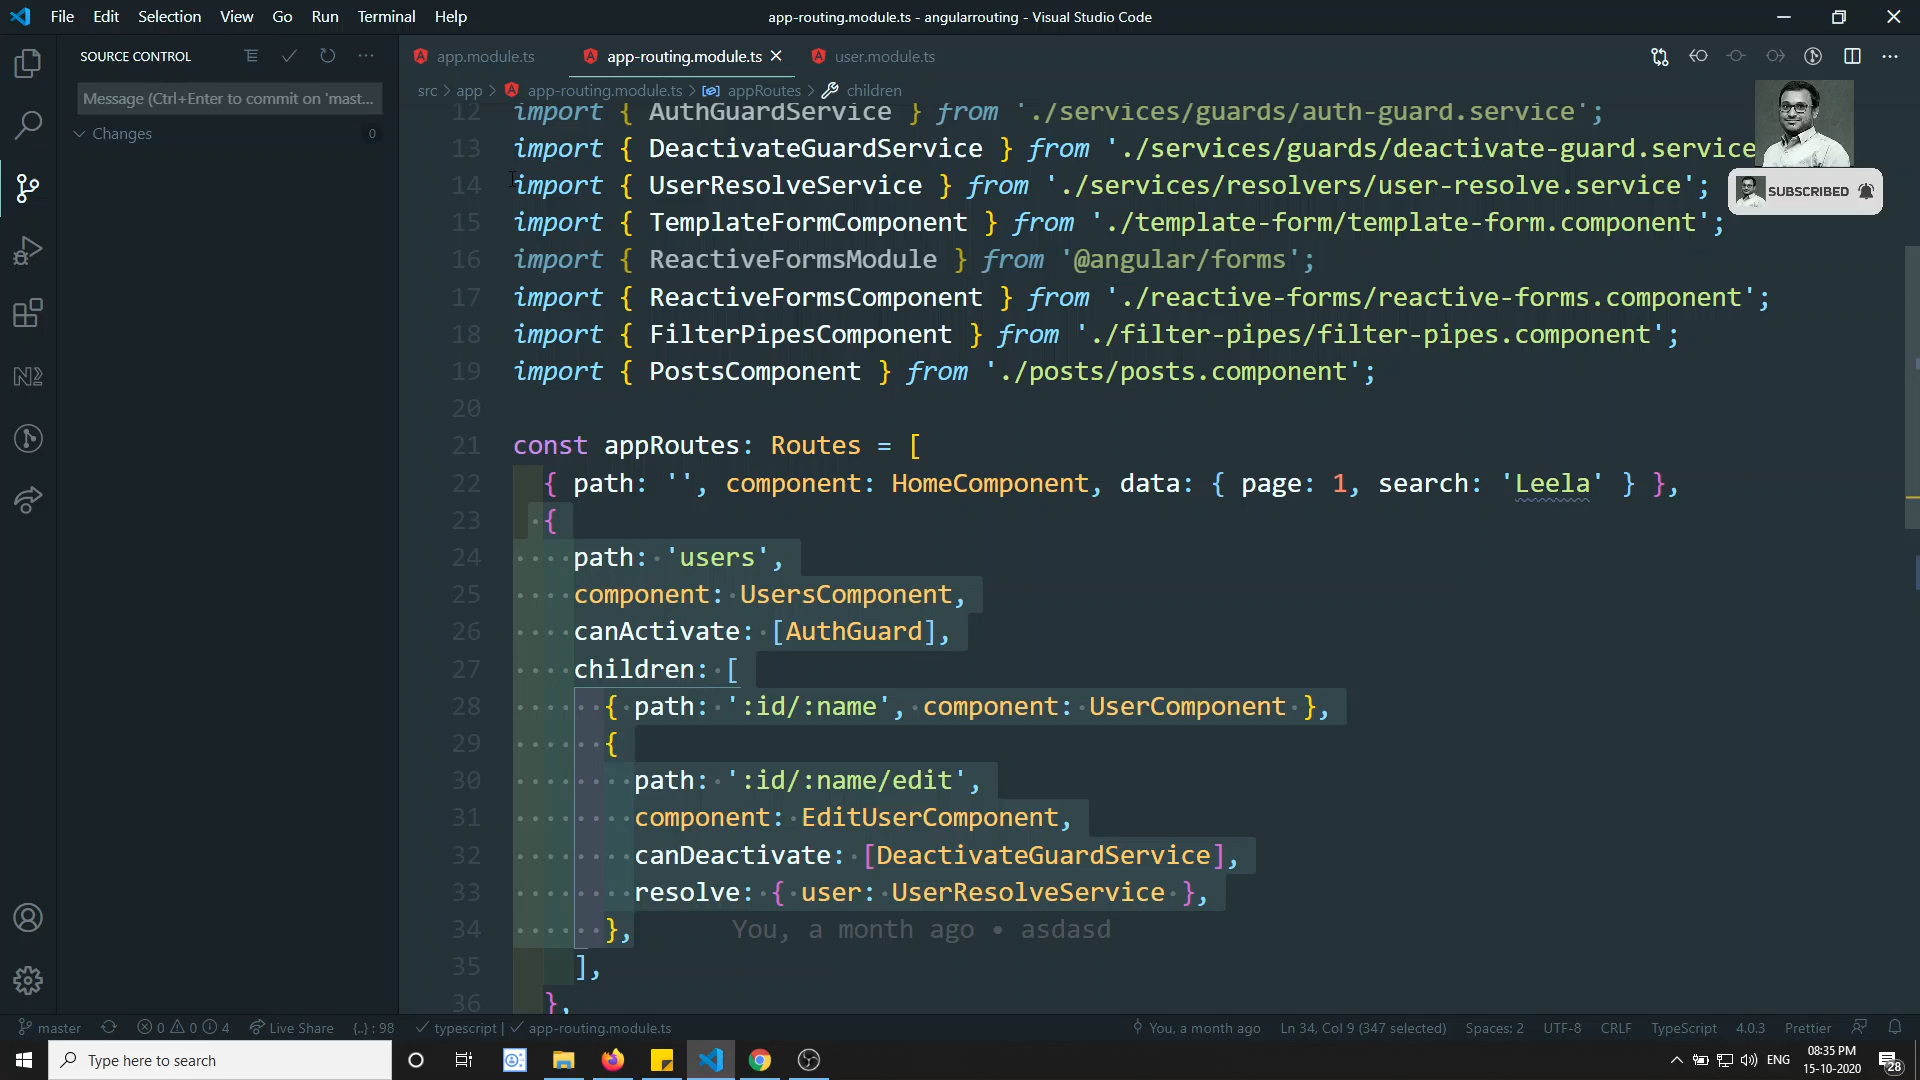 File Edit Selection View Go Run Terminal Help
app-routing.module.ts - angularrouting - Visual Studio Code
SOURCE CONTROL
app.module.ts
app-routing.module.ts
user.module.ts
Message (Ctrl+Enter to commit on 'mast...
Changes 0
src > app > app-routing.module.ts > appRoutes > children
12 import { AuthGuardService } from './services/guards/auth-guard.service';
13 import { DeactivateGuardService } from './services/guards/deactivate-guard.service
14 import { UserResolveService } from './services/resolvers/user-resolve.service';
15 import { TemplateFormComponent } from './template-form/template-form.component';
16 import { ReactiveFormsModule } from '@angular/forms';
17 import { ReactiveFormsComponent } from './reactive-forms/reactive-forms.component';
18 import { FilterPipesComponent } from './filter-pipes/filter-pipes.component';
19 import { PostsComponent } from './posts/posts.component';
20
21 const appRoutes: Routes = [
22 { path: '', component: HomeComponent, data: { page: 1, search: 'Leela' } },
23 {
24 path: 'users',
25 component: UsersComponent,
26 canActivate: [AuthGuard],
27 children: [
28 { path: ':id/:name', component: UserComponent },
29 {
30 path: ':id/:name/edit',
31 component: EditUserComponent,
32 canDeactivate: [DeactivateGuardService],
33 resolve: { user: UserResolveService },
34 }, You, a month ago • asdasd
35 ],
36 },
SUBSCRIBED
master 0 0 4 Live Share {..} : 98 typescript | app-routing.module.ts You, a month ago Ln 34, Col 9 (347 selected) Spaces: 2 UTF-8 CRLF TypeScript 4.0.3 Prettier
Type here to search
ENG
08:35 PM
15-10-2020
28